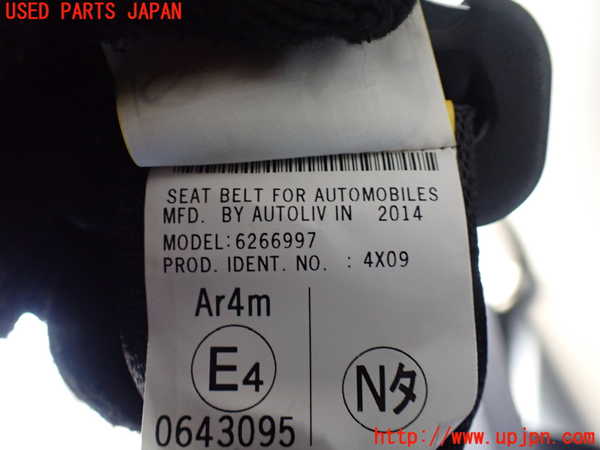 USED PARTS JAPAN
SEAT BELT FOR AUTOMOBILES
MFD. BY AUTOLIV IN 2014
MODEL:6266997
PROD. IDENT. NO. : 4X09
Ar4m
E4
Nタ
0643095
http://www.upjpn.com